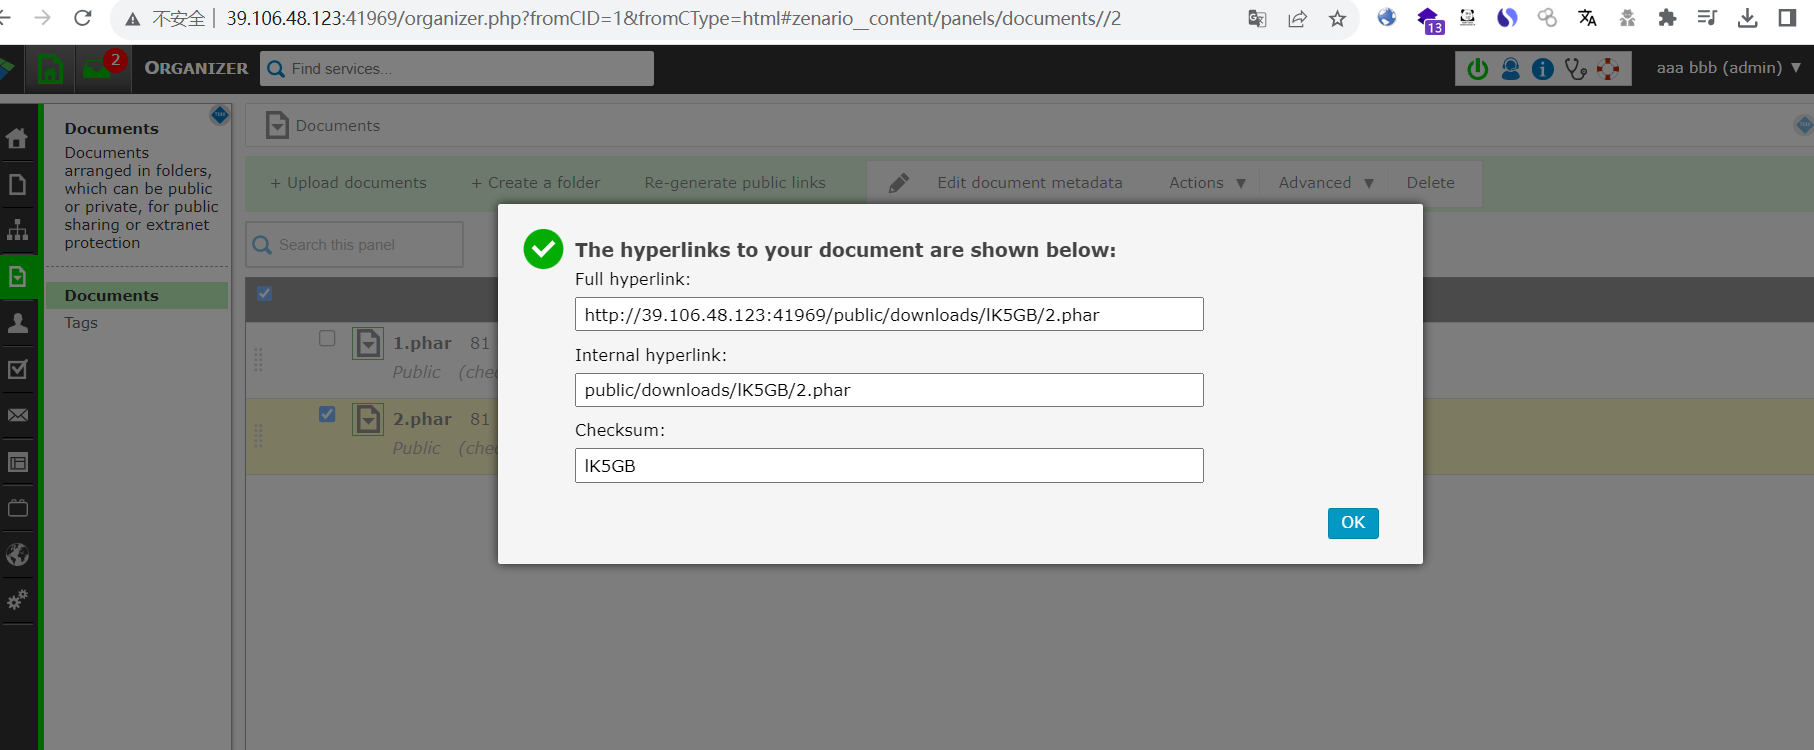 不安全 | 39.106.48.123:41969/organizer.php?fromCID=1&fromCType=html#zenario__content/panels/documents//2
13
2
ORGANIZER
Find services...
aaa bbb (admin) ▼
Documents
Documents
arranged in folders,
which can be public
or private, for public
sharing or extranet
protection
Documents
Tags
Documents
+ Upload documents
+ Create a folder
Re-generate public links
Edit document metadata
Actions ▼
Advanced ▼
Delete
Search this panel
1.phar 81
Public (chec
2.phar 81
Public (chec
The hyperlinks to your document are shown below:
Full hyperlink:
http://39.106.48.123:41969/public/downloads/lK5GB/2.phar
Internal hyperlink:
public/downloads/lK5GB/2.phar
Checksum:
lK5GB
OK